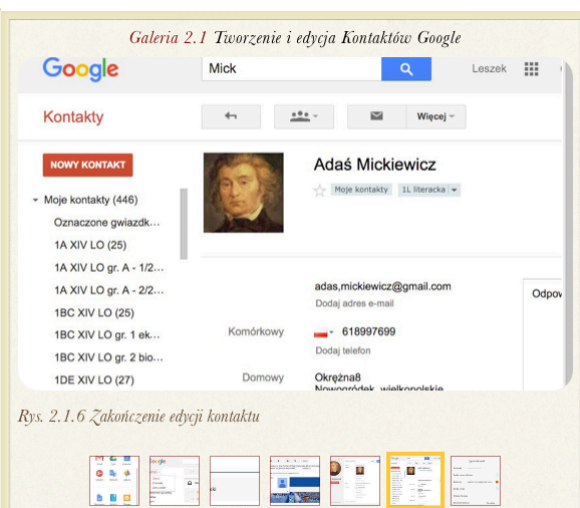 Galeria 2.1 Tworzenie i edycja Kontaktów Google
Google
Mick
Leszek
Kontakty
Więcej
NOWY KONTAKT
Adaś Mickiewicz
Moje kontakty
1L literacka
Moje kontakty (446)
Oznaczone gwiazdk...
1A XIV LO (25)
1A XIV LO gr. A - 1/2...
1A XIV LO gr. A - 2/2...
1BC XIV LO (25)
1BC XIV LO gr. 1 ek...
1BC XIV LO gr. 2 bio...
1DE XIV LO (27)
adas,mickiewicz@gmail.com
Dodaj adres e-mail
Odpow
Komórkowy
618997699
Dodaj telefon
Domowy
Okrężna8
Nowogródek, wielkopolskie
Rys. 2.1.6 Zakończenie edycji kontaktu